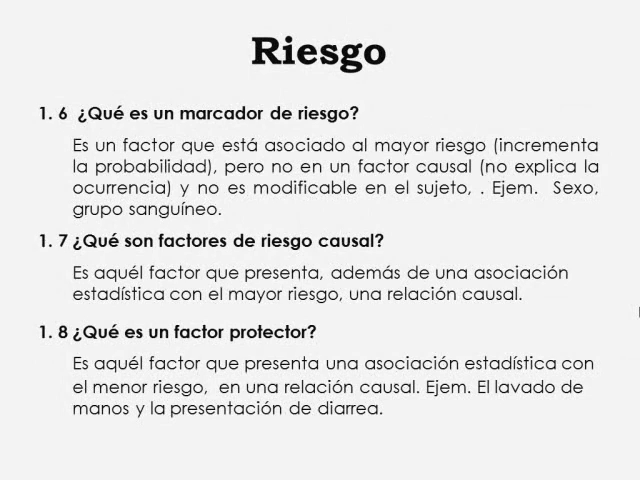 Riesgo
1. 6 ¿Qué es un marcador de riesgo?
Es un factor que está asociado al mayor riesgo (incrementa
la probabilidad), pero no en un factor causal (no explica la
ocurrencia) y no es modificable en el sujeto, . Ejem. Sexo,
grupo sanguíneo.
1. 7 ¿Qué son factores de riesgo causal?
Es aquél factor que presenta, además de una asociación
estadística con el mayor riesgo, una relación causal.
1. 8 ¿Qué es un factor protector?
Es aquél factor que presenta una asociación estadística con
el menor riesgo, en una relación causal. Ejem. El lavado de
manos y la presentación de diarrea.